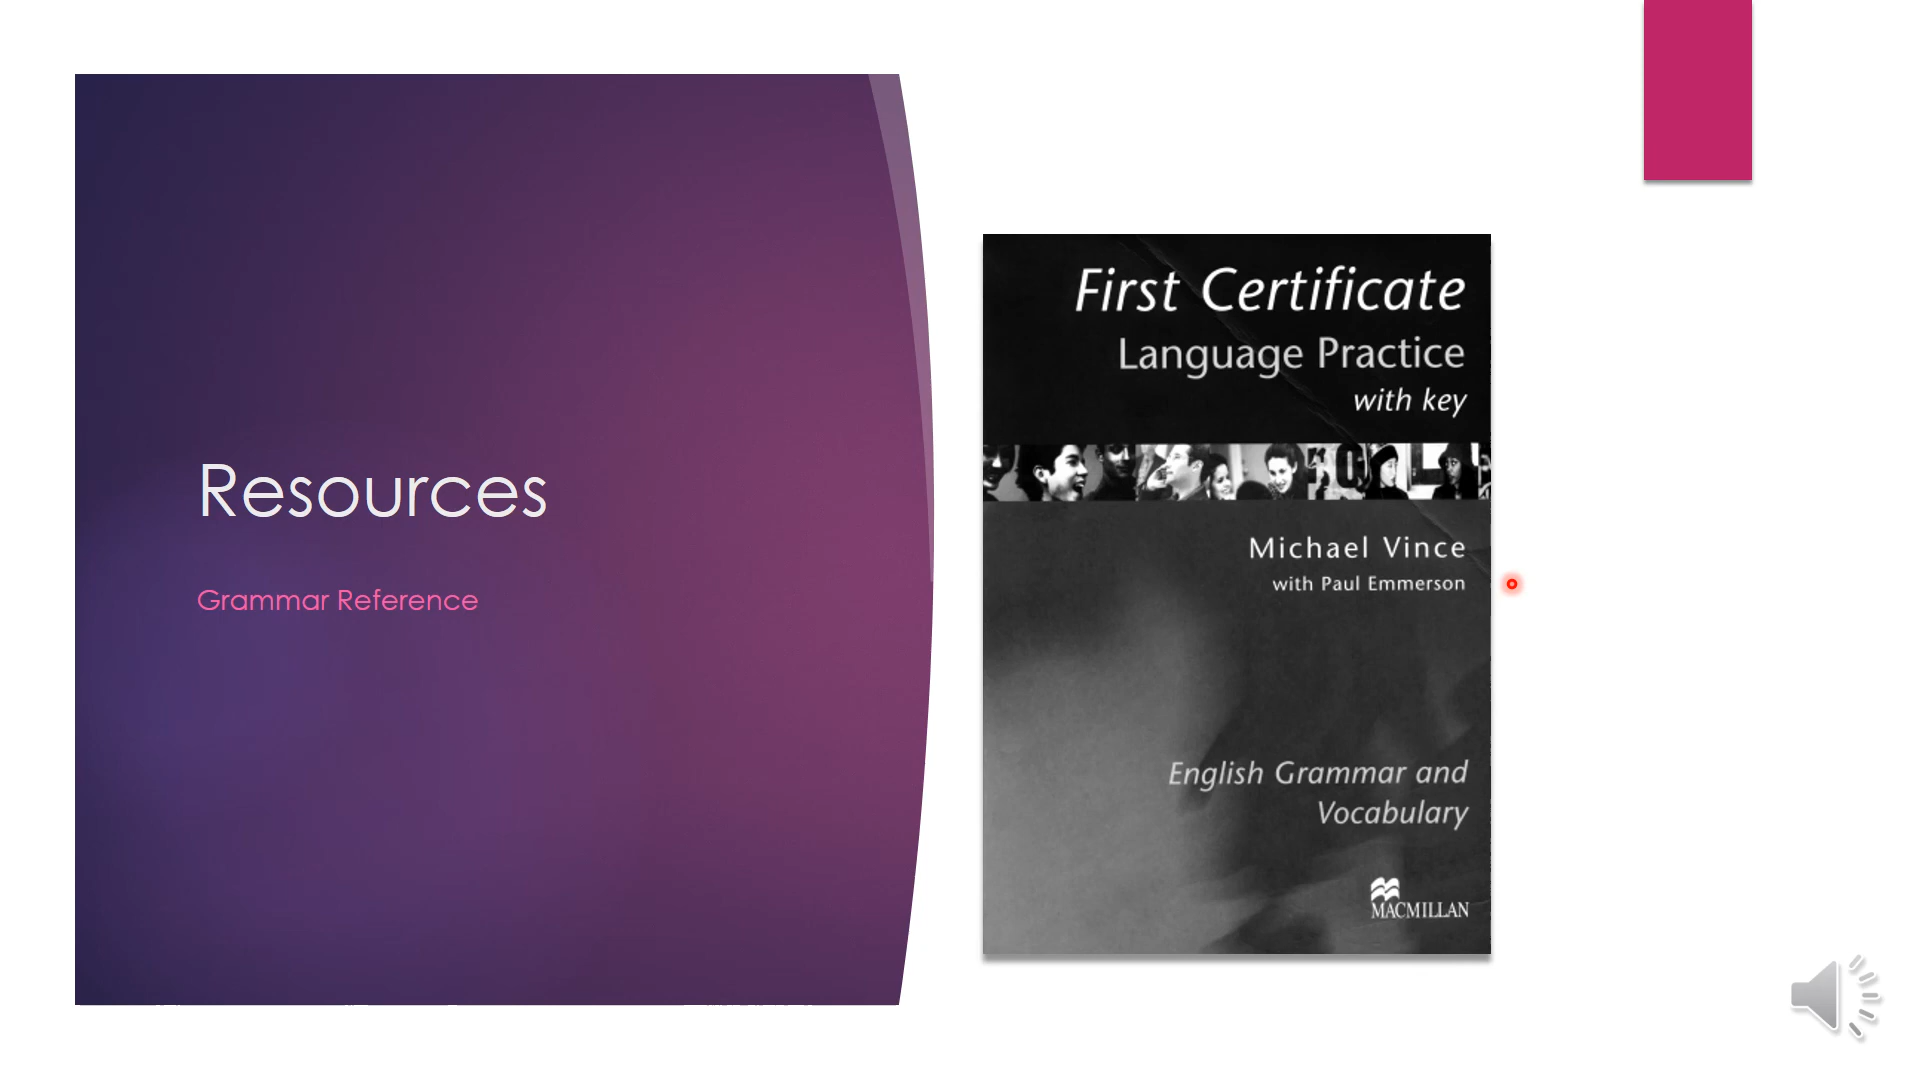 Resources
Grammar Reference
First Certificate
Language Practice
with key
Michael Vince
with Paul Emmerson
English Grammar and
Vocabulary
MACMILLAN